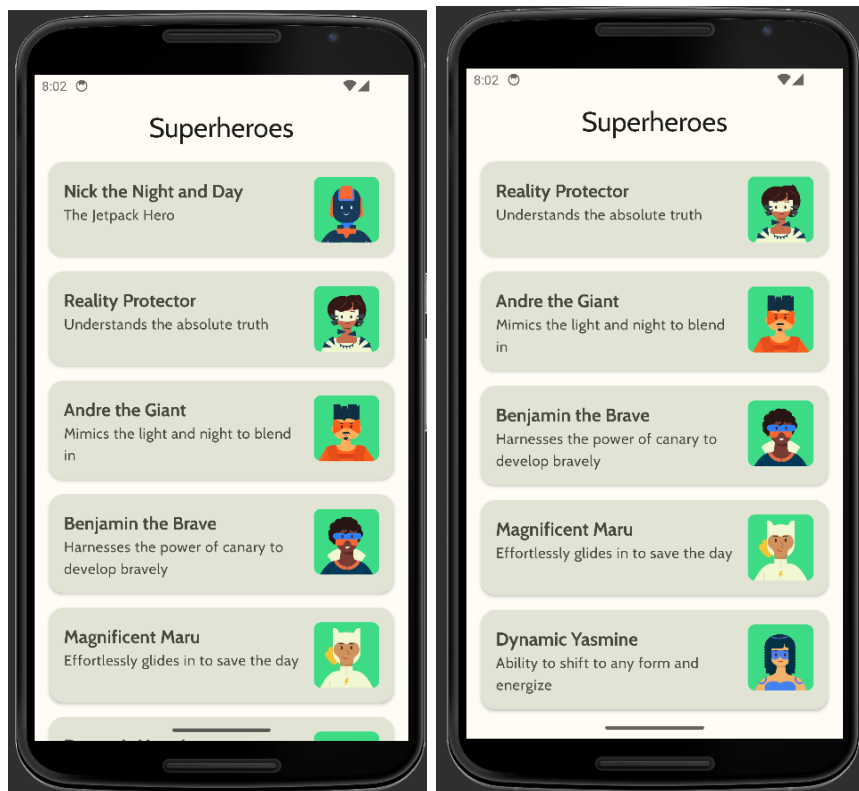 8:02
Superheroes
Nick the Night and Day
The Jetpack Hero
Reality Protector
Understands the absolute truth
Andre the Giant
Mimics the light and night to blend
in
Benjamin the Brave
Harnesses the power of canary to
develop bravely
Magnificent Maru
Effortlessly glides in to save the day
8:02
Superheroes
Reality Protector
Understands the absolute truth
Andre the Giant
Mimics the light and night to blend
in
Benjamin the Brave
Harnesses the power of canary to
develop bravely
Magnificent Maru
Effortlessly glides in to save the day
Dynamic Yasmine
Ability to shift to any form and
energize